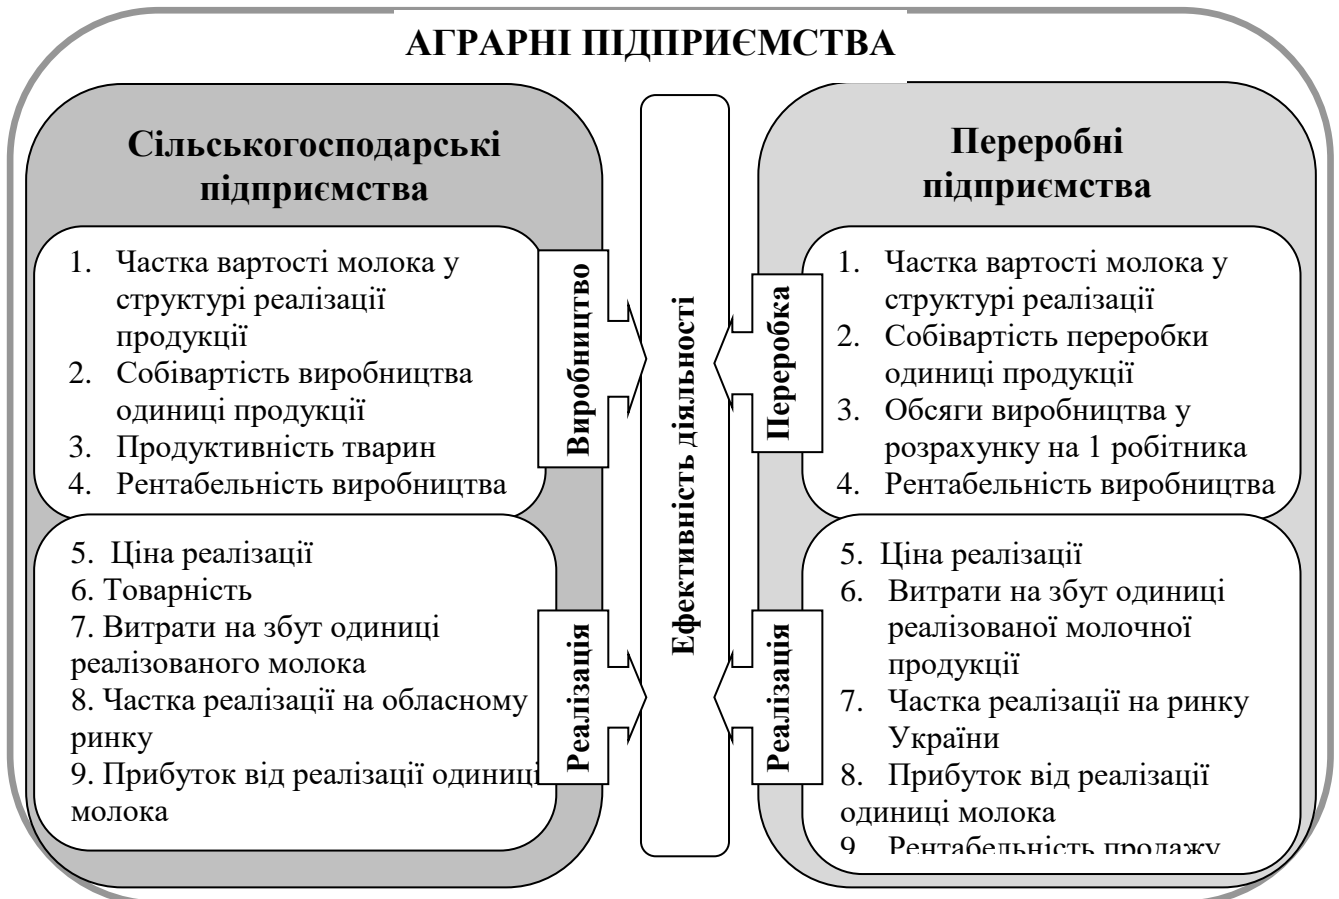 АГРАРНІ ПІДПРИЄМСТВА
Сільськогосподарські
підприємства
1. Частка вартості молока у
структурі реалізації
продукції
2. Собівартість виробництва
одиниці продукції
3. Продуктивність тварин
4. Рентабельність виробництва
Виробництво
5. Ціна реалізації
6. Товарність
7. Витрати на збут одиниці
реалізованого молока
8. Частка реалізації на обласному
ринку
9. Прибуток від реалізації одиниці
молока
Реалізація
Ефективність діяльності
Переробні
підприємства
Переробка
1. Частка вартості молока у
структурі реалізації
2. Собівартість переробки
одиниці продукції
3. Обсяги виробництва у
розрахунку на 1 робітника
4. Рентабельність виробництва
Реалізація
5. Ціна реалізації
6. Витрати на збут одиниці
реалізованої молочної
продукції
7. Частка реалізації на ринку
України
8. Прибуток від реалізації
одиниці молока
9 Рентабельність продажу